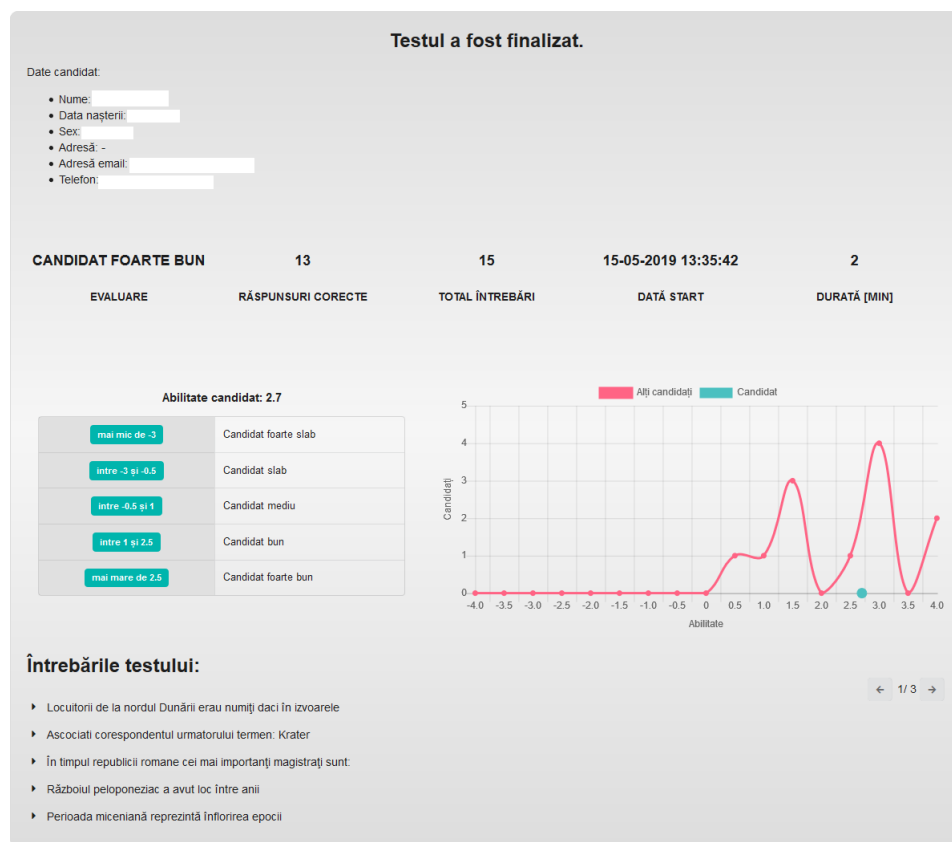 Testul a fost finalizat.
Date candidat:
Nume:
Data nașterii:
Sex:
Adresă: -
Adresă email:
Telefon:
CANDIDAT FOARTE BUN 13 15 15-05-2019 13:35:42 2
EVALUARE RĂSPUNSURI CORECTE TOTAL ÎNTREBĂRI DATĂ START DURATĂ [MIN]
Abilitate candidat: 2.7
mai mic de -3 Candidat foarte slab
intre -3 și -0.5 Candidat slab
intre -0.5 și 1 Candidat mediu
intre 1 și 2.5 Candidat bun
mai mare de 2.5 Candidat foarte bun
Alți candidați Candidat
5
4
3
2
1
0
Candidați
-4.0 -3.5 -3.0 -2.5 -2.0 -1.5 -1.0 -0.5 0 0.5 1.0 1.5 2.0 2.5 3.0 3.5 4.0
Abilitate
Întrebările testului:
1/ 3
Locuitorii de la nordul Dunării erau numiţi daci în izvoarele
Ascociati corespondentul urmatorului termen: Krater
În timpul republicii romane cei mai importanţi magistraţi sunt:
Războiul peloponeziac a avut loc între anii
Perioada miceniană reprezintă înflorirea epocii